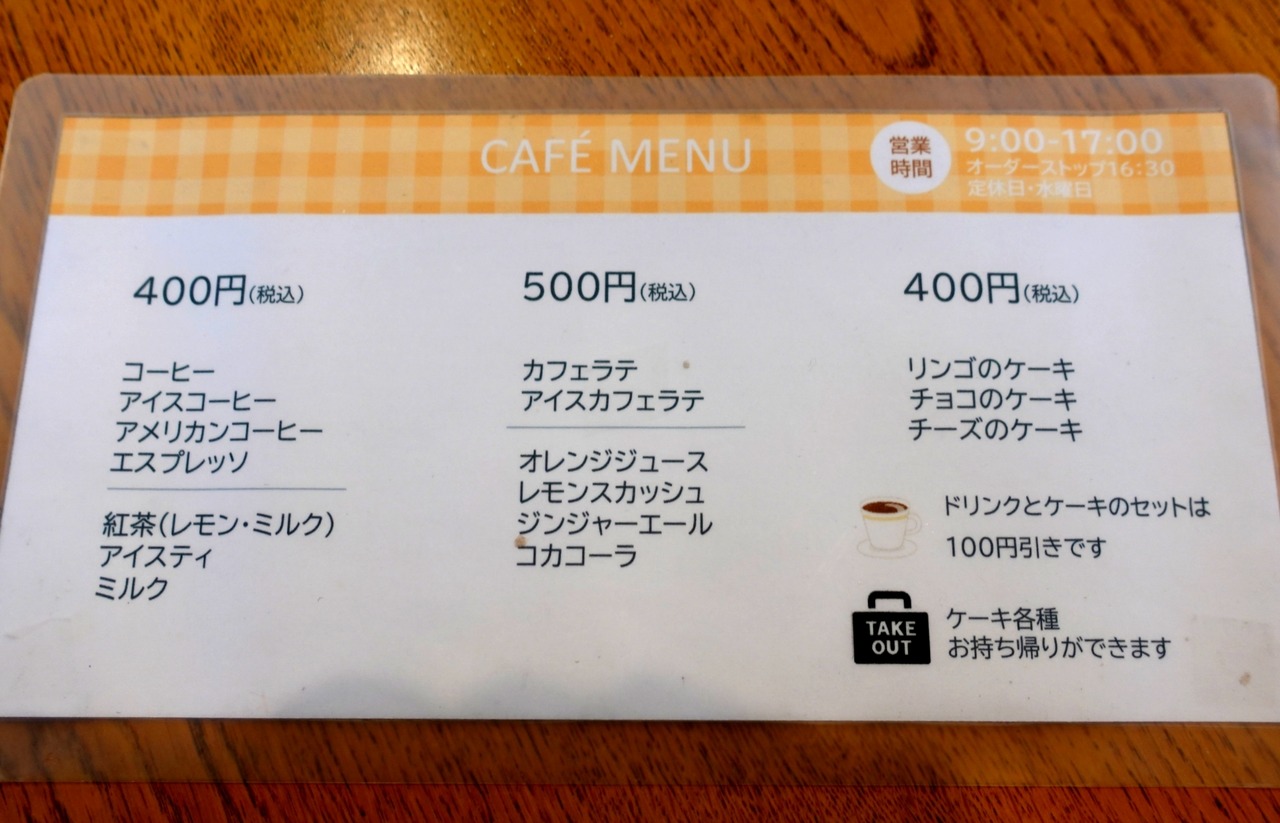 CAFÉ MENU
営業
時間
9:00-17:00
オーダーストップ16:30
定休日・水曜日
400円(税込)
コーヒー
アイスコーヒー
アメリカンコーヒー
エスプレッソ
紅茶(レモン・ミルク)
アイスティ
ミルク
500円(税込)
カフェラテ
アイスカフェラテ
オレンジジュース
レモンスカッシュ
ジンジャーエール
コカコーラ
400円(税込)
リンゴのケーキ
チョコのケーキ
チーズのケーキ
ドリンクとケーキのセットは
100円引きです
TAKE
OUT
ケーキ各種
お持ち帰りができます